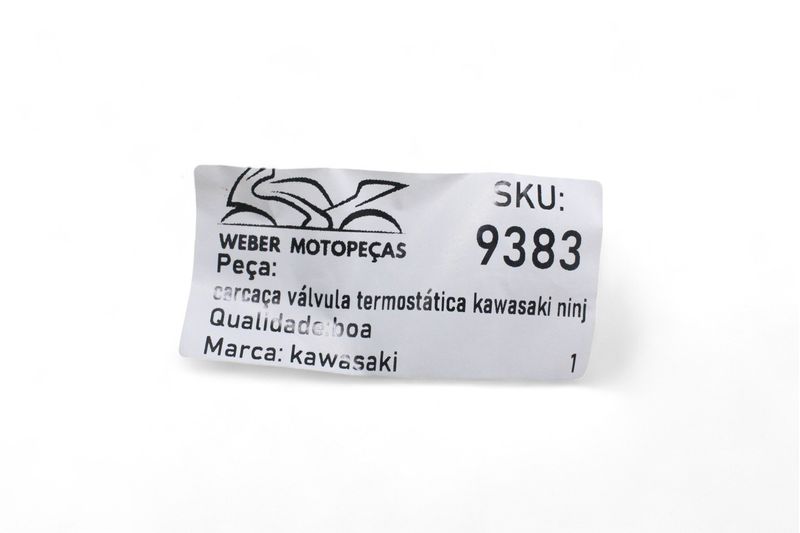 SKU:
9383
WEBER MOTOPEÇAS
Peça:
carcaça válvula termostática kawasaki ninj
Qualidade:boa
Marca: kawasaki
1